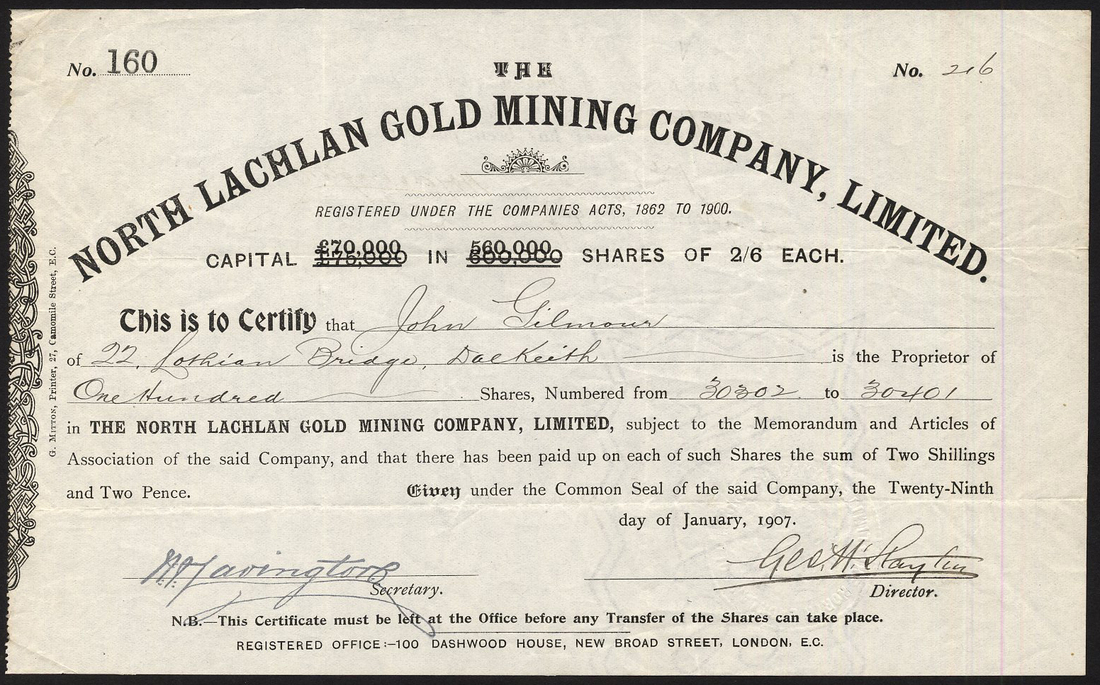 No. 160
No. 216
THE
NORTH LACHLAN GOLD MINING COMPANY, LIMITED.
REGISTERED UNDER THE COMPANIES ACTS, 1862 TO 1900.
CAPITAL £70,000 £75,000 IN 560,000 600,000 SHARES OF 2/6 EACH.
This is to Certify that John Gilmour
of 22, Lothian Bridge, Dalkeith is the Proprietor of
One Hundred Shares, Numbered from 30302 to 30401
in THE NORTH LACHLAN GOLD MINING COMPANY, LIMITED, subject to the Memorandum and Articles of
Association of the said Company, and that there has been paid up on each of such Shares the sum of Two Shillings
and Two Pence. Given under the Common Seal of the said Company, the Twenty-Ninth
day of January, 1907.
Secretary.
Geo. H. Director.
N.B.—This Certificate must be left at the Office before any Transfer of the Shares can take place.
REGISTERED OFFICE:—100 DASHWOOD HOUSE, NEW BROAD STREET, LONDON, E.C.
G. Mitton, Printer, 27, Camomile Street, E.C.